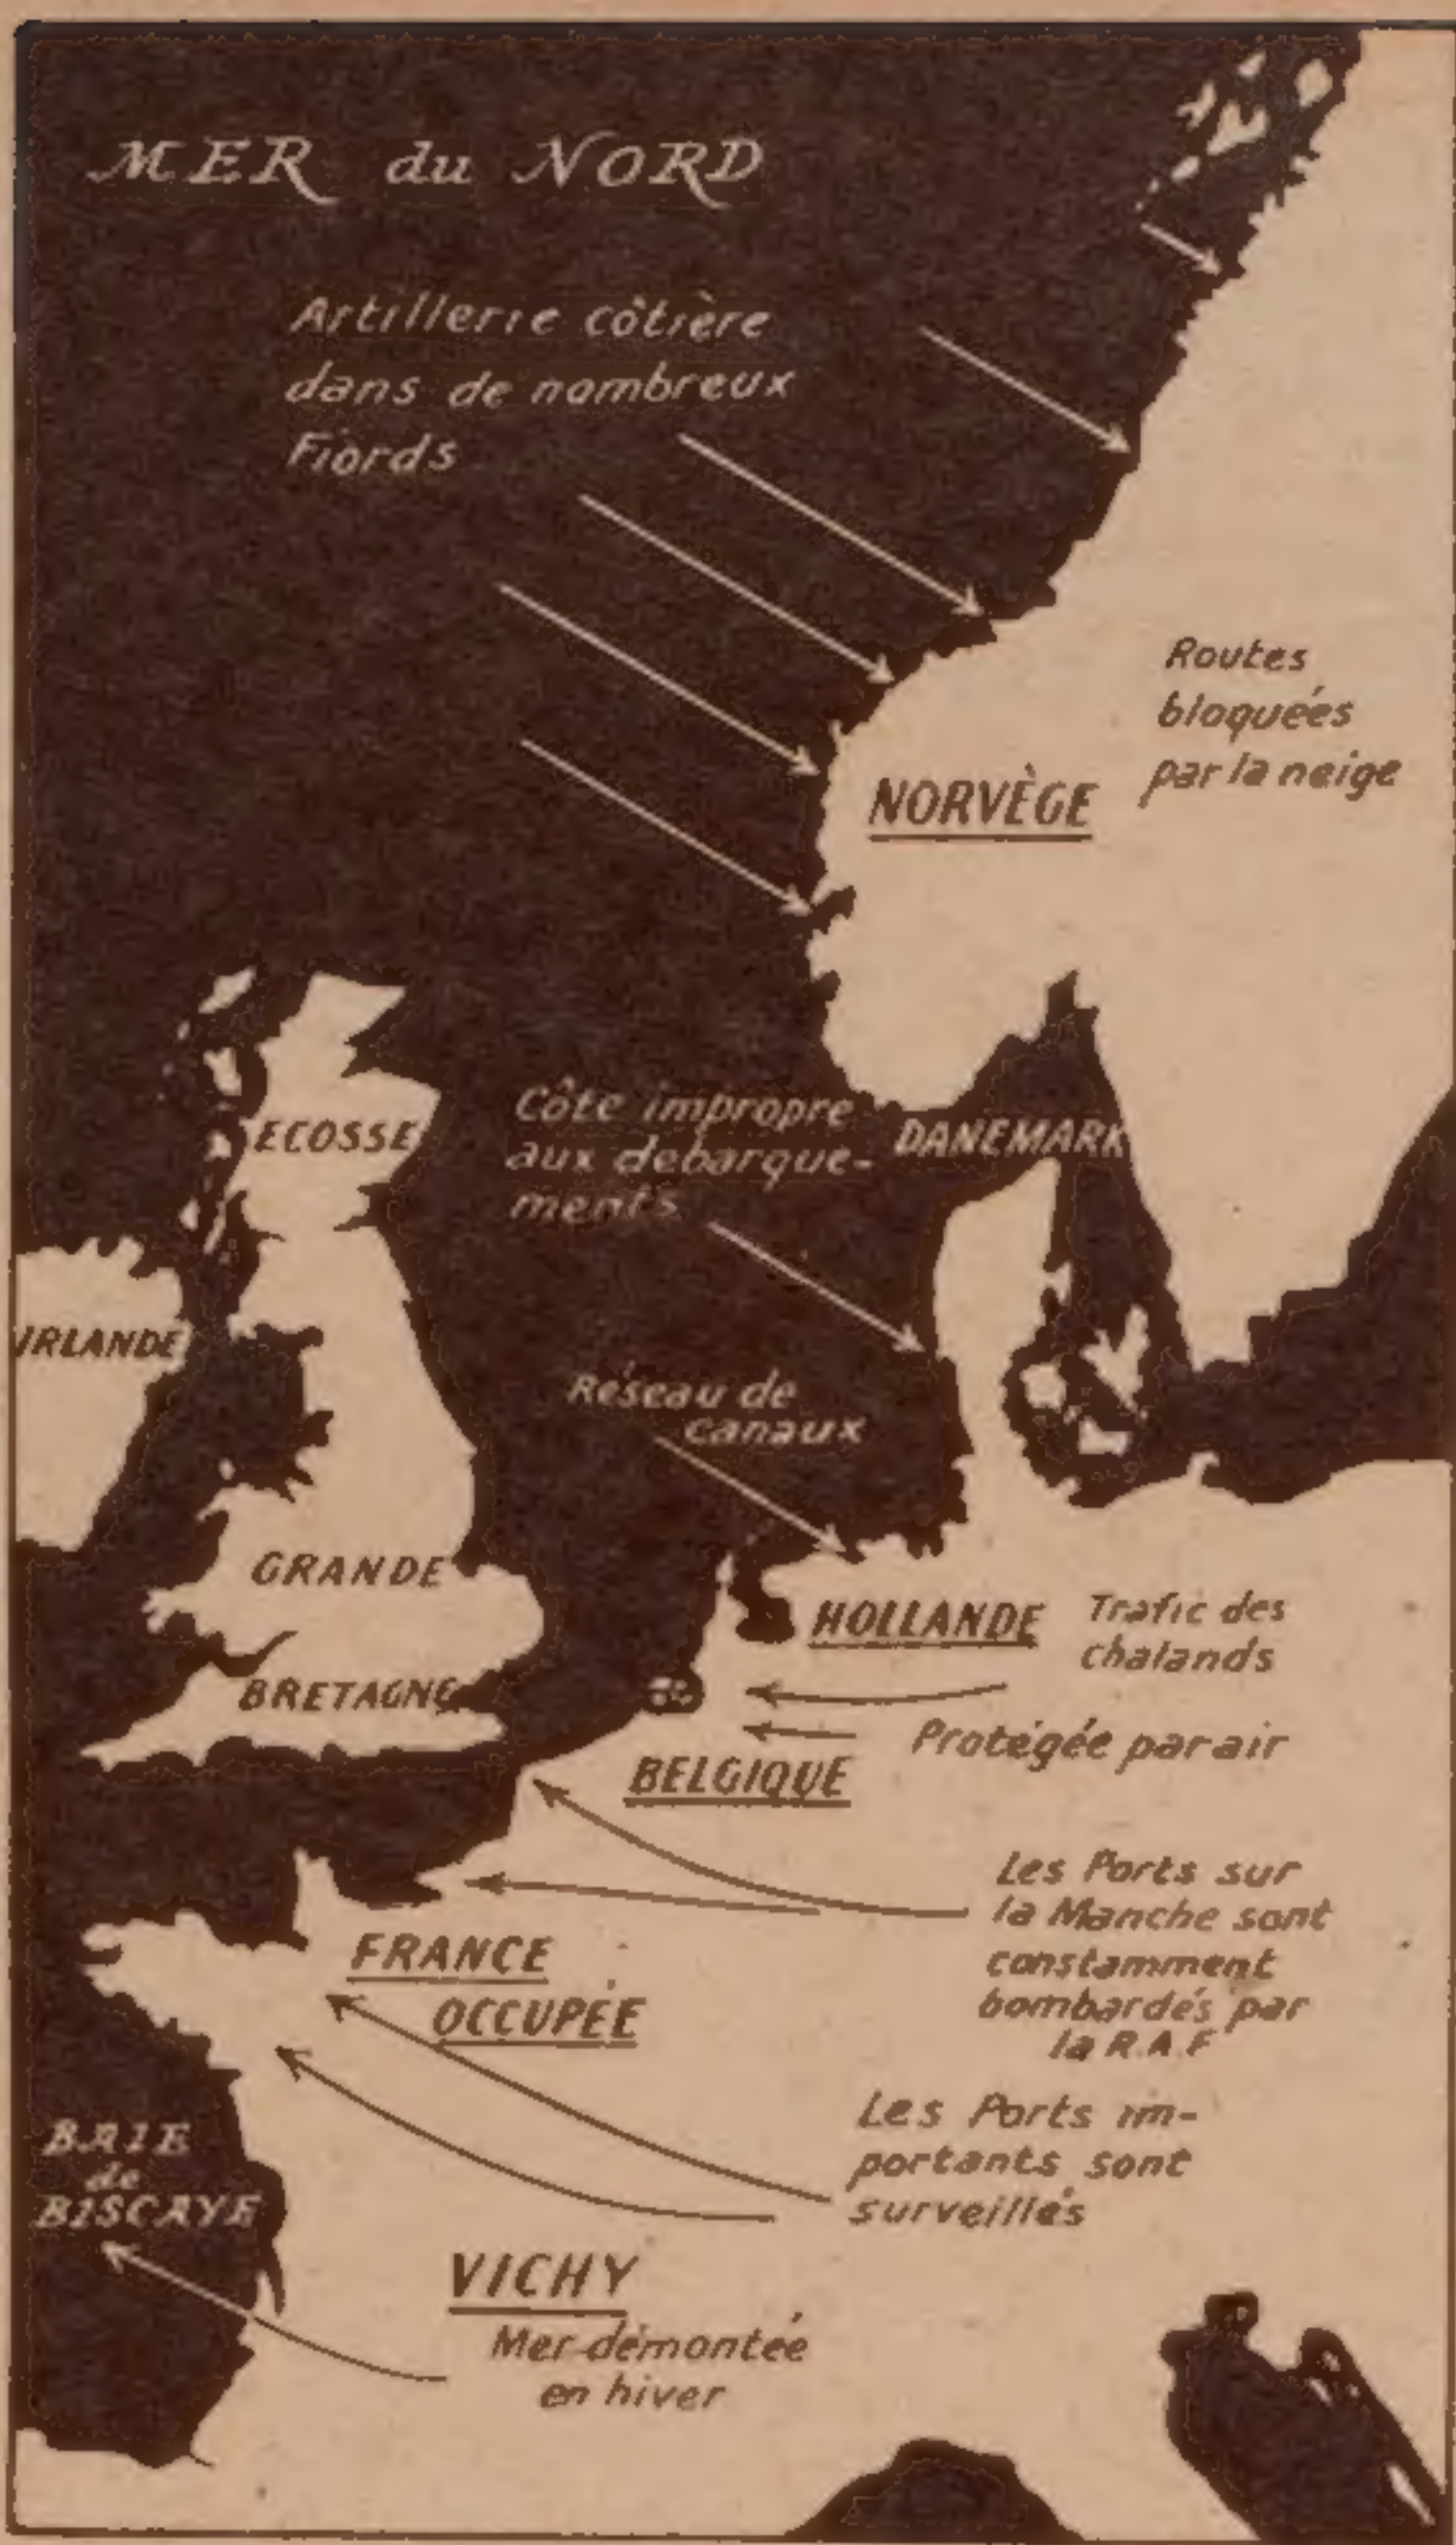 MER du NORD
Artillerie côtière
dans de nombreux
Fiords
Routes
bloquées
par la neige
NORVÈGE
ECOSSE
Côte impropre
aux debarque-
ments
DANEMARK
IRLANDE
Réseau de
canaux
GRANDE
BRETAGNE
HOLLANDE
Trafic des
chalands
Protégée par air
BELGIQUE
Les Ports sur
la Manche sont
constamment
bombardés par
la R.A.F
FRANCE
OCCUPÉE
Les Ports im-
portants sont
surveillés
BAIE
de
BISCAYE
VICHY
Mer démontée
en hiver